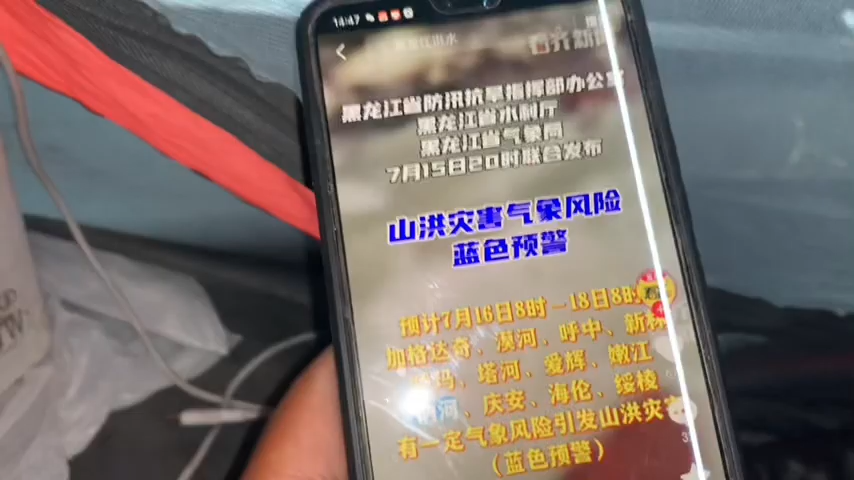 14:47
黑龙江省防汛抗旱指挥部办公室
黑龙江省水利厅
黑龙江省气象局
7月15日20时联合发布
山洪灾害气象风险
蓝色预警
预计7月16日8时—18日8时
加格达奇、漠河、呼中、新林
玛、塔河、爱辉、嫩江
河、庆安、海伦、绥棱
有一定气象风险引发山洪灾害
(蓝色预警)